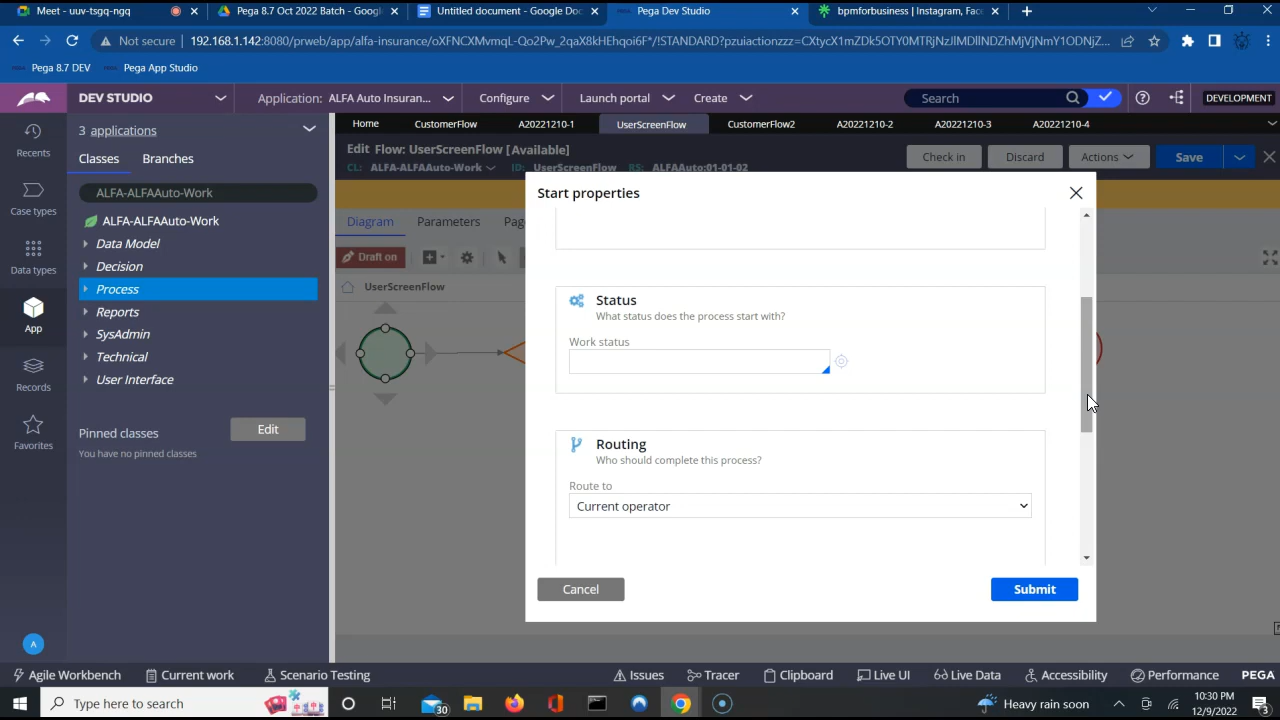 Meet - uuv-tsgq-nqq
Pega 8.7 Oct 2022 Batch - Googl
Untitled document - Google Doc
Pega Dev Studio
bpmforbusiness | Instagram, Fac
Not secure | 192.168.1.142:8080/prweb/app/alfa-insurance/
Pega 8.7 DEV Pega App Studio
DEV STUDIO Application: ALFA Auto Insuran... Configure Launch portal Create Search DEVELOPMENT
Recents
Case types
Data types
App
Records
Favorites
A
3 applications
Classes Branches
ALFA-ALFAAuto-Work
ALFA-ALFAAuto-Work
Data Model
Decision
Process
Reports
SysAdmin
Technical
User Interface
Pinned classes Edit
You have no pinned classes
Home CustomerFlow A20221210-1 UserScreenFlow CustomerFlow2 A20221210-2 A20221210-3 A20221210-4
Edit Flow: UserScreenFlow [Available]
CL: ALFA-ALFAAuto-Work ID: UserScreenFlow RS: ALFAAuto:01-01-02
Check in Discard Actions Save
Diagram Parameters Pag
Draft on
UserScreenFlow
Start properties
Status
What status does the process start with?
Work status
Routing
Who should complete this process?
Route to
Current operator
Cancel Submit
Agile Workbench Current work Scenario Testing Issues Tracer Clipboard Live UI Live Data Accessibility Performance PEGA
Type here to search
30
Heavy rain soon
10:30 PM
12/9/2022
3